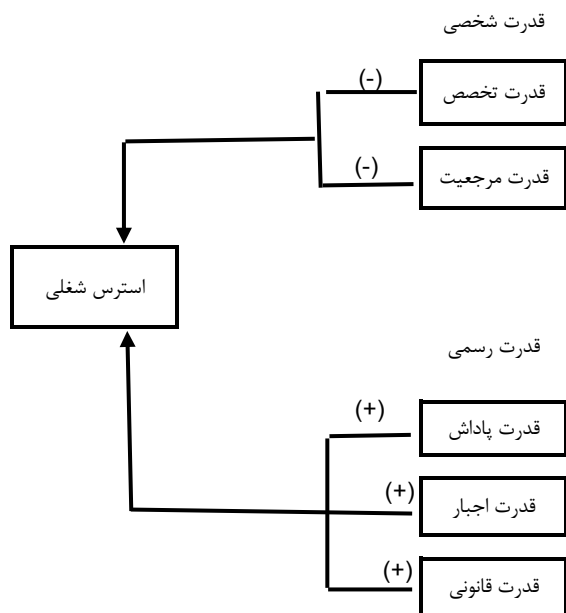 قدرت شخصی
(-)
قدرت تخصص
(-)
قدرت مرجعیت
استرس شغلی
قدرت رسمی
(+)
قدرت پاداش
(+)
قدرت اجبار
(+)
قدرت قانونی